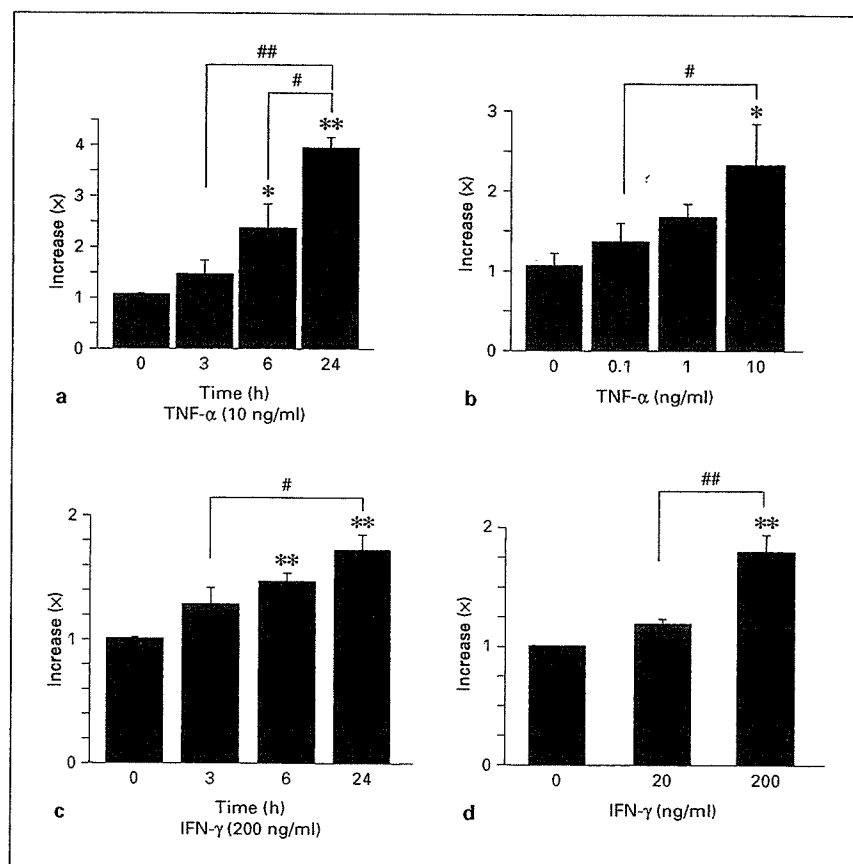 ##
#
**
*
4
3
2
1
0
Increase (x)
0 3 6 24
Time (h)
TNF-α (10 ng/ml)
a
#
*
3
2
1
0
Increase (x)
0 0.1 1 10
TNF-α (ng/ml)
b
#
**
**
2
1
0
Increase (x)
0 3 6 24
Time (h)
IFN-γ (200 ng/ml)
c
##
**
2
1
0
Increase (x)
0 20 200
IFN-γ (ng/ml)
d